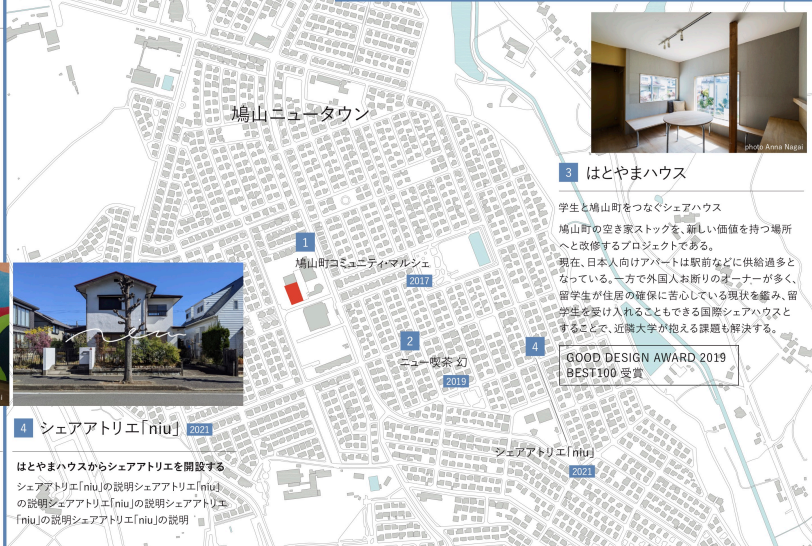 鳩山ニュータウン
photo Anna Nagai
3 はとやまハウス
学生と鳩山町をつなぐシェアハウス
鳩山町の空き家ストックを、新しい価値を持つ場所
へと改修するプロジェクトである。
現在、日本人向けアパートは駅前などに供給過多と
なっている。一方で外国人お断りのオーナーが多く、
留学生が住居の確保に苦心している現状を鑑み、留
学生を受け入れることもできる国際シェアハウスと
することで、近隣大学が抱える課題も解決する。
GOOD DESIGN AWARD 2019
BEST100 受賞
1
鳩山町コミュニティ・マルシェ
2017
2
ニュー喫茶 幻
2019
4
シェアアトリエ「niu」
2021
niu
4 シェアアトリエ「niu」 2021
はとやまハウスからシェアアトリエを開設する
シェアアトリエ「niu」の説明シェアアトリエ「niu」
の説明シェアアトリエ「niu」の説明シェアアトリエ
「niu」の説明シェアアトリエ「niu」の説明